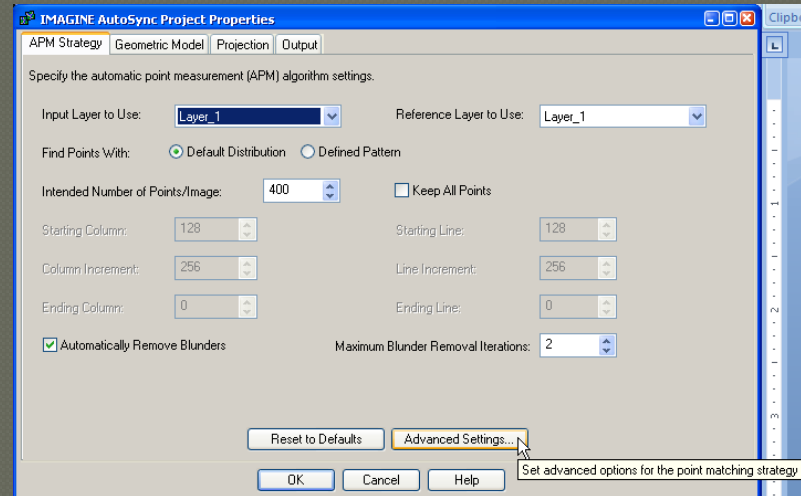 IMAGINE AutoSync Project Properties
Clipb
APM Strategy Geometric Model Projection Output
Specify the automatic point measurement (APM) algorithm settings.
Input Layer to Use: Layer_1 Reference Layer to Use: Layer_1
Find Points With: Default Distribution Defined Pattern
Intended Number of Points/Image: 400 Keep All Points
Starting Column: 128 Starting Line: 128
Column Increment: 256 Line Increment: 256
Ending Column: 0 Ending Line: 0
Automatically Remove Blunders Maximum Blunder Removal Iterations: 2
Reset to Defaults Advanced Settings...
OK Cancel Help
Set advanced options for the point matching strategy
1
2
3